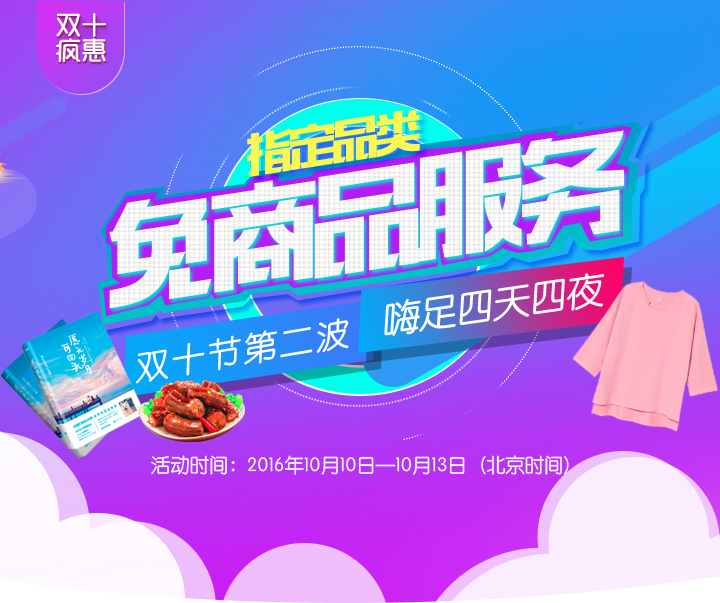 双十
疯惠
指定品类
免商品服务
双十节第二波
嗨足四天四夜
活动时间：2016年10月10日—10月13日（北京时间）